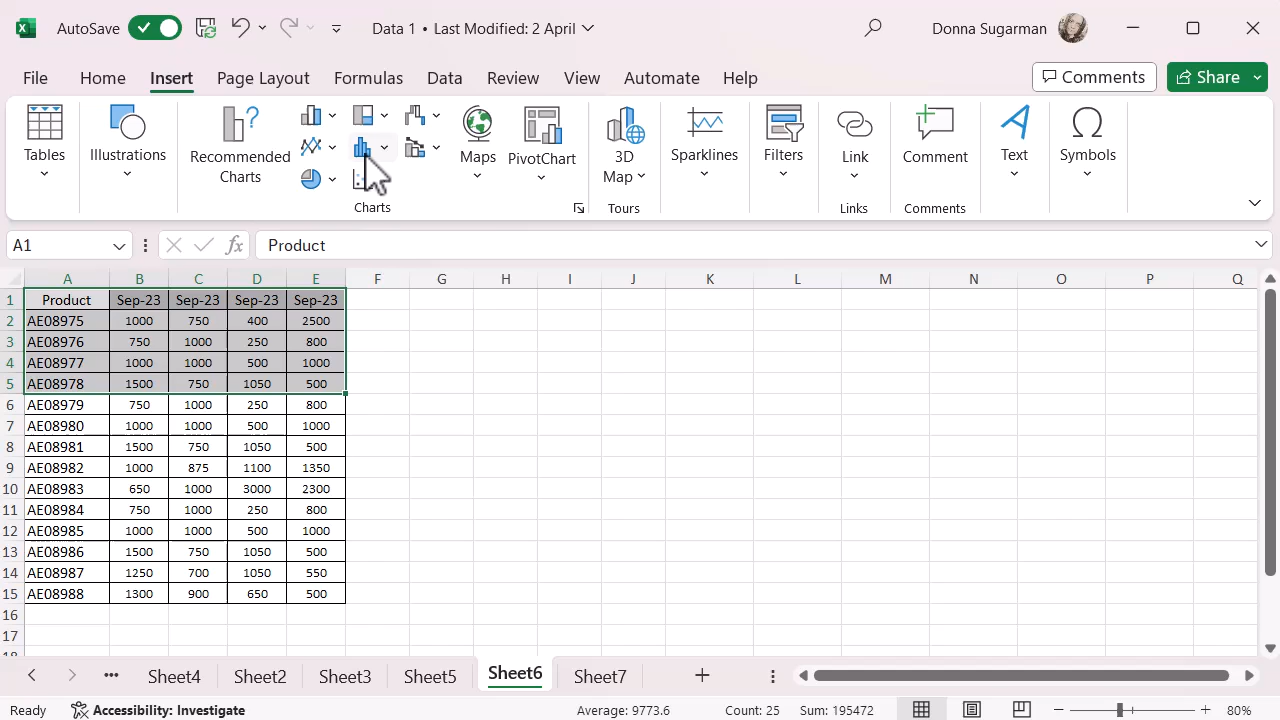 AutoSave
Data 1 • Last Modified: 2 April
Donna Sugarman
File Home Insert Page Layout Formulas Data Review View Automate Help
Comments Share
Tables
Illustrations
Recommended
Charts
Maps
PivotChart
3D
Map
Sparklines
Filters
Link
Comment
Text
Symbols
Charts
Tours
Links
Comments
A1 fx Product
A B C D E F G H I J K L M N O P Q
1 Product Sep-23 Sep-23 Sep-23 Sep-23
2 AE08975 1000 750 400 2500
3 AE08976 750 1000 250 800
4 AE08977 1000 1000 500 1000
5 AE08978 1500 750 1050 500
6 AE08979 750 1000 250 800
7 AE08980 1000 1000 500 1000
8 AE08981 1500 750 1050 500
9 AE08982 1000 875 1100 1350
10 AE08983 650 1000 3000 2300
11 AE08984 750 1000 250 800
12 AE08985 1000 1000 500 1000
13 AE08986 1500 750 1050 500
14 AE08987 1250 700 1050 550
15 AE08988 1300 900 650 500
16
17
Sheet4 Sheet2 Sheet3 Sheet5 Sheet6 Sheet7
Ready Accessibility: Investigate Average: 9773.6 Count: 25 Sum: 195472 80%